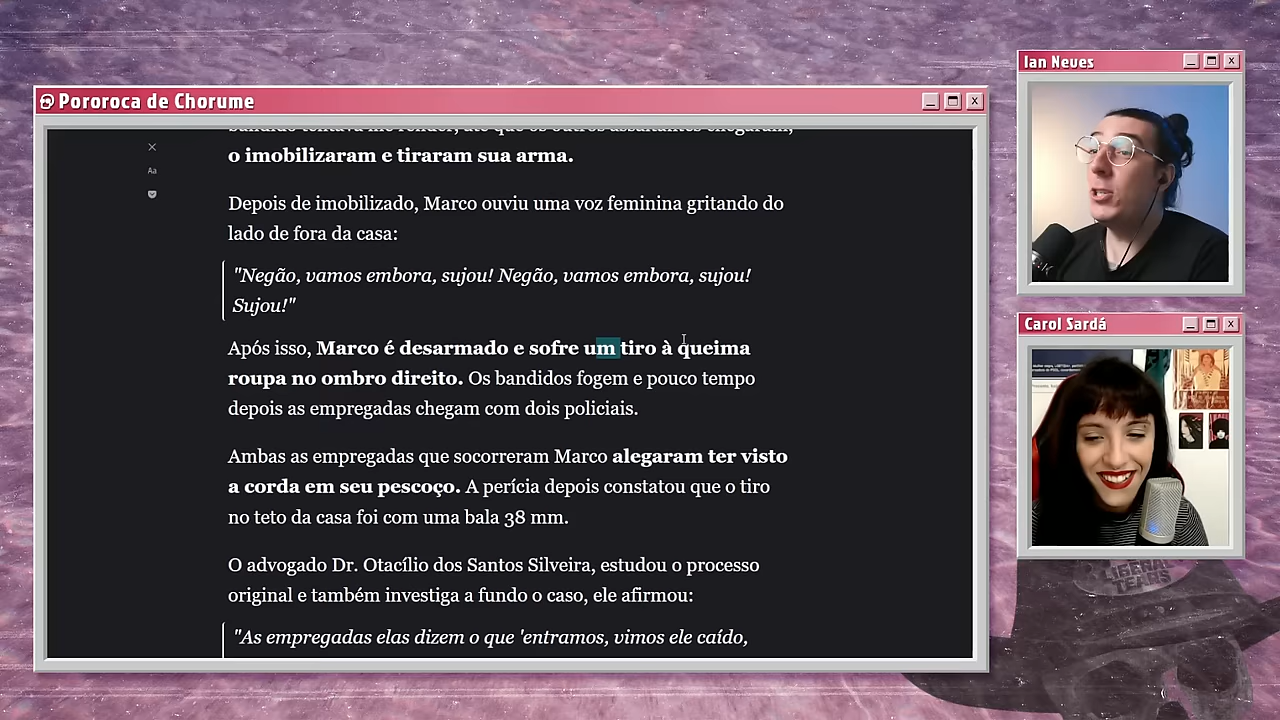 Pororoca de Chorume
o imobilizaram e tiraram sua arma.
Depois de imobilizado, Marco ouviu uma voz feminina gritando do
lado de fora da casa:
"Negão, vamos embora, sujou! Negão, vamos embora, sujou!
Sujou!"
Após isso, Marco é desarmado e sofre um tiro à queima
roupa no ombro direito. Os bandidos fogem e pouco tempo
depois as empregadas chegam com dois policiais.
Ambas as empregadas que socorreram Marco alegaram ter visto
a corda em seu pescoço. A perícia depois constatou que o tiro
no teto da casa foi com uma bala 38 mm.
O advogado Dr. Otacílio dos Santos Silveira, estudou o processo
original e também investiga a fundo o caso, ele afirmou:
"As empregadas elas dizem o que 'entramos, vimos ele caído,
Aa
Ian Neves
Carol Sardá
LIBERAL
TEARS